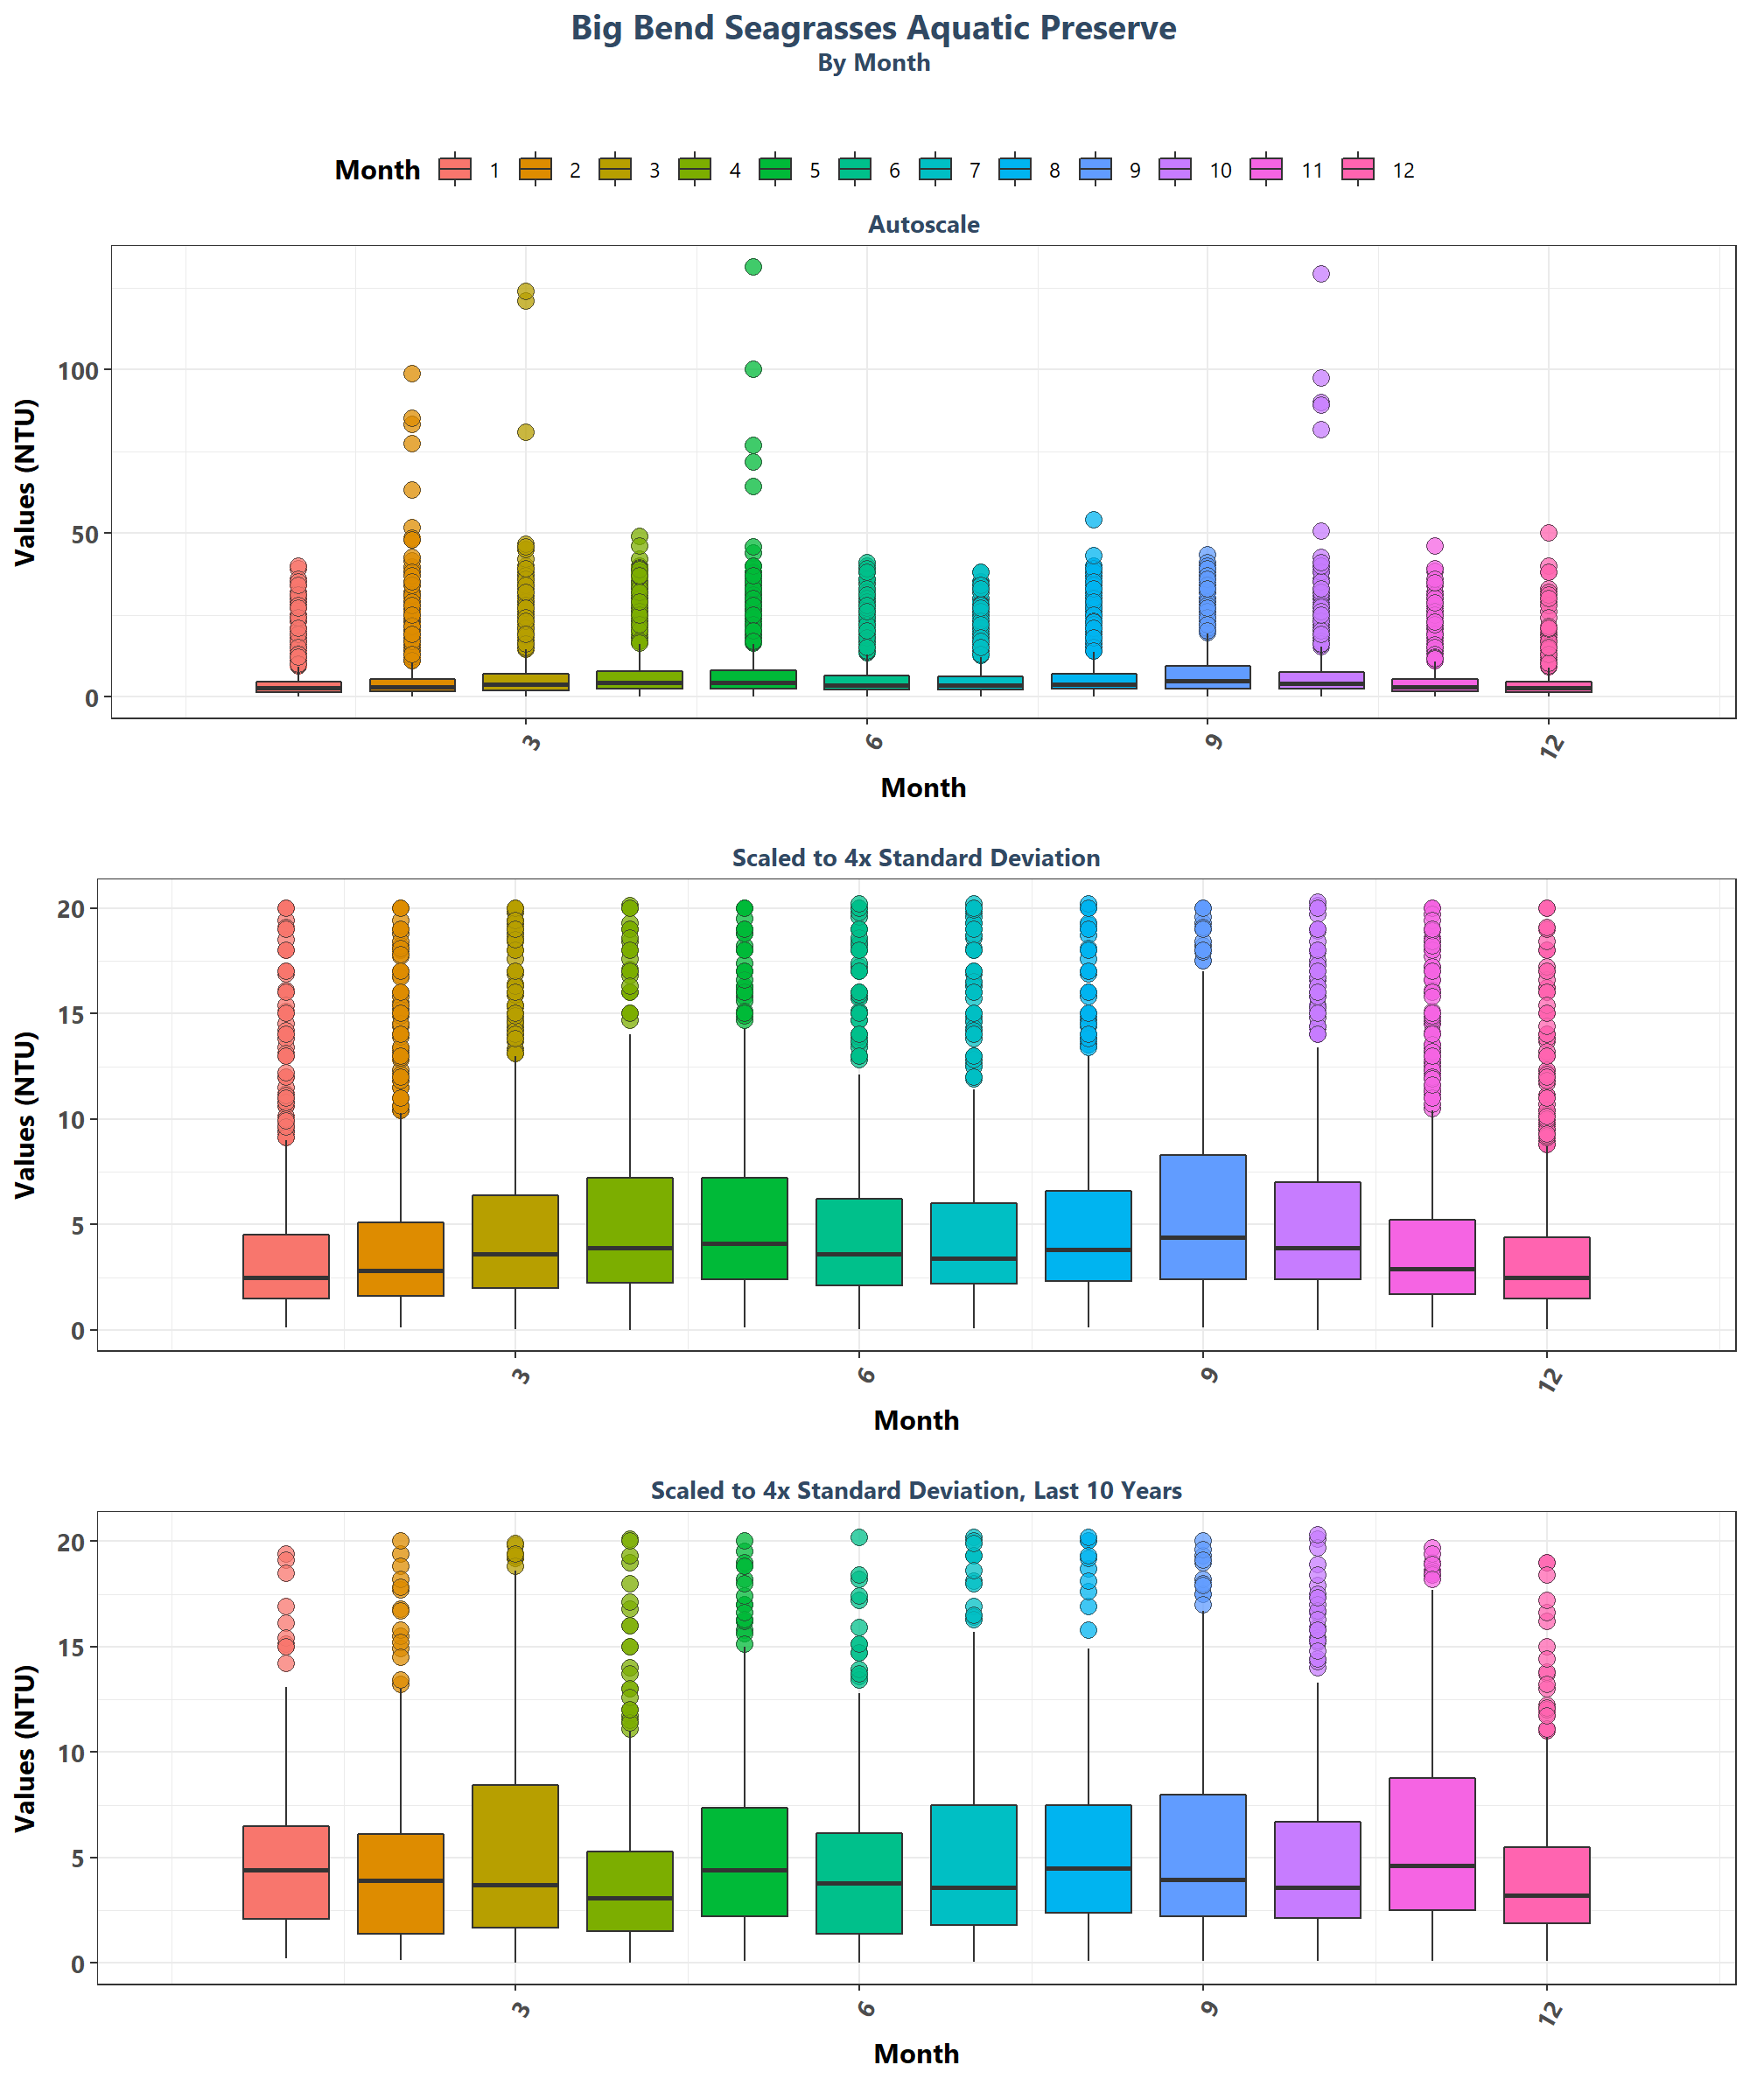 Big Bend Seagrasses Aquatic Preserve
By Month
Month 1 2 3 4 5 6 7 8 9 10 11 12
Autoscale
Values (NTU)
100
50
0
3 6 9 12
Month
Scaled to 4x Standard Deviation
Values (NTU)
20
15
10
5
0
3 6 9 12
Month
Scaled to 4x Standard Deviation, Last 10 Years
Values (NTU)
20
15
10
5
0
3 6 9 12
Month